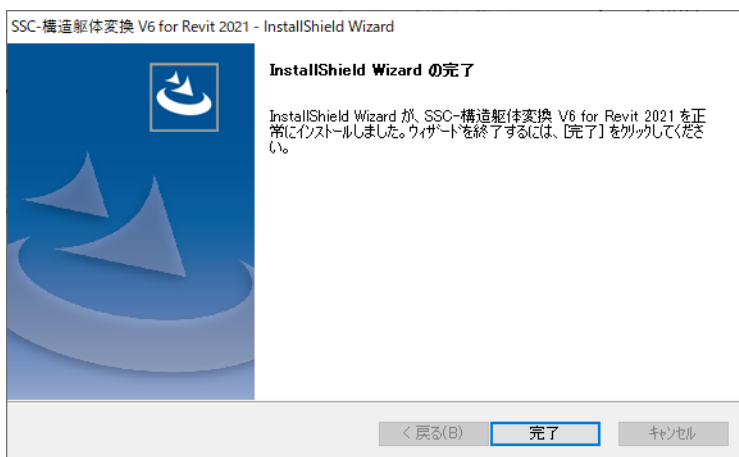 SSC-構造躯体変換 V6 for Revit 2021 - InstallShield Wizard
InstallShield Wizard の完了
InstallShield Wizard が、SSC-構造躯体変換 V6 for Revit 2021 を正
常にインストールしました。ウィザードを終了するには、[完了] をクリックしてくださ
い。
< 戻る(B)
完了
キャンセル